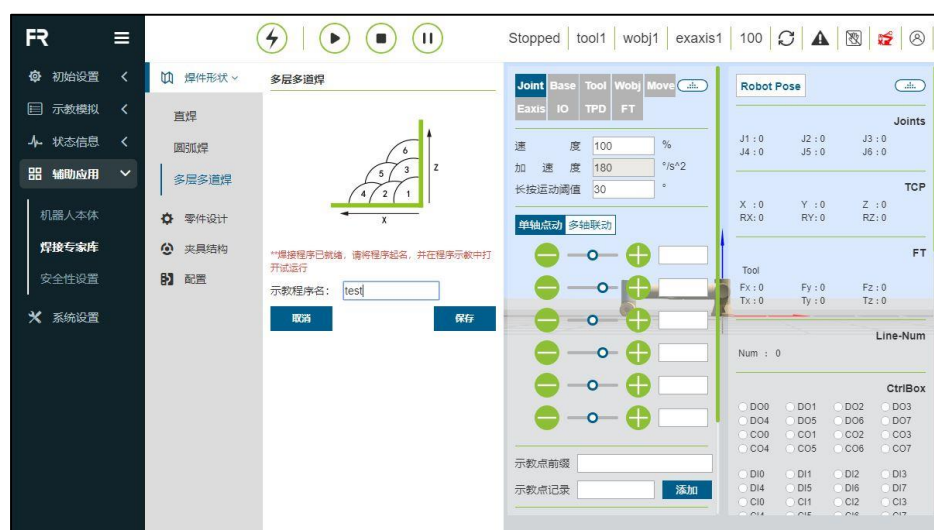 FR
Stopped
tool1
wobj1
exaxis1
100
初始设置
示教模拟
状态信息
辅助应用
机器人本体
焊接专家库
安全性设置
系统设置
焊件形状
直焊
圆弧焊
多层多道焊
零件设计
夹具结构
配置
多层多道焊
6
5 3
4 2 1
Z
X
**焊接程序已就绪，请将程序起名，并在程序示教中打
开试运行
示教程序名： test
取消 保存
Joint Base Tool Wobj Move
Eaxis IO TPD FT
速 度 100 %
加 速 度 180 °/s^2
长按运动阈值 30 °
单轴点动 多轴联动
示教点前缀
示教点记录 添加
Robot Pose
Joints
J1 : 0 J2 : 0 J3 : 0
J4 : 0 J5 : 0 J6 : 0
TCP
X : 0 Y : 0 Z : 0
RX: 0 RY: 0 RZ: 0
FT
Tool
Fx : 0 Fy : 0 Fz : 0
Tx : 0 Ty : 0 Tz : 0
Line-Num
Num : 0
CtrlBox
DO0 DO1 DO2 DO3
DO4 DO5 DO6 DO7
CO0 CO1 CO2 CO3
CO4 CO5 CO6 CO7
DI0 DI1 DI2 DI3
DI4 DI5 DI6 DI7
CI0 CI1 CI2 CI3